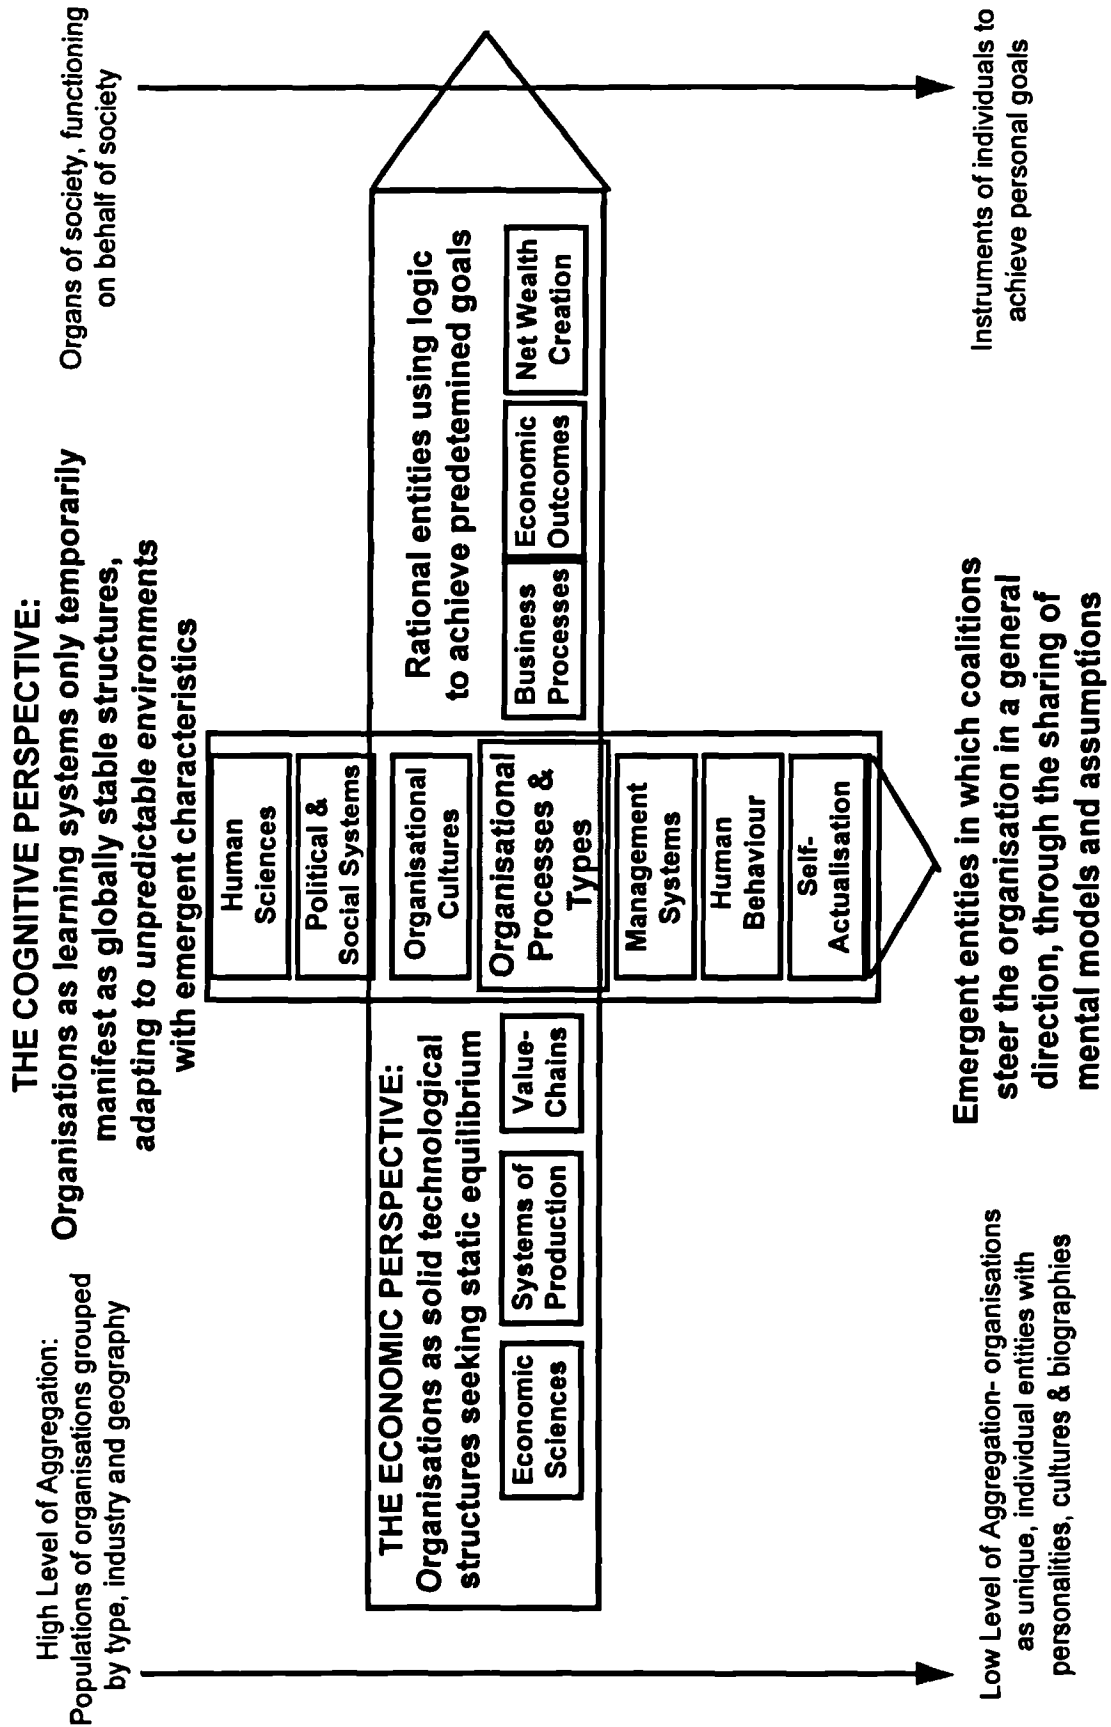 High Level of Aggregation:
Populations of organisations grouped
by type, industry and geography
THE COGNITIVE PERSPECTIVE:
Organisations as learning systems only temporarily
manifest as globally stable structures,
adapting to unpredictable environments
with emergent characteristics
Organs of society, functioning
on behalf of society
Human
Sciences
Political &
Social Systems
Organisational
Cultures
Organisational
Processes &
Types
Management
Systems
Human
Behaviour
Self-
Actualisation
THE ECONOMIC PERSPECTIVE:
Organisations as solid technological
structures seeking static equilibrium
Economic
Sciences
Systems of
Production
Value-
Chains
Rational entities using logic
to achieve predetemined goals
Business
Processes
Economic
Outcomes
Net Wealth
Creation
Low Level of Aggregation- organisations
as unique, individual entities with
personalities, cultures & biographies
Emergent entities in which coalitions
steer the organisation in a general
direction, through the sharing of
mental models and assumptions
Instruments of individuals to
achieve personal goals